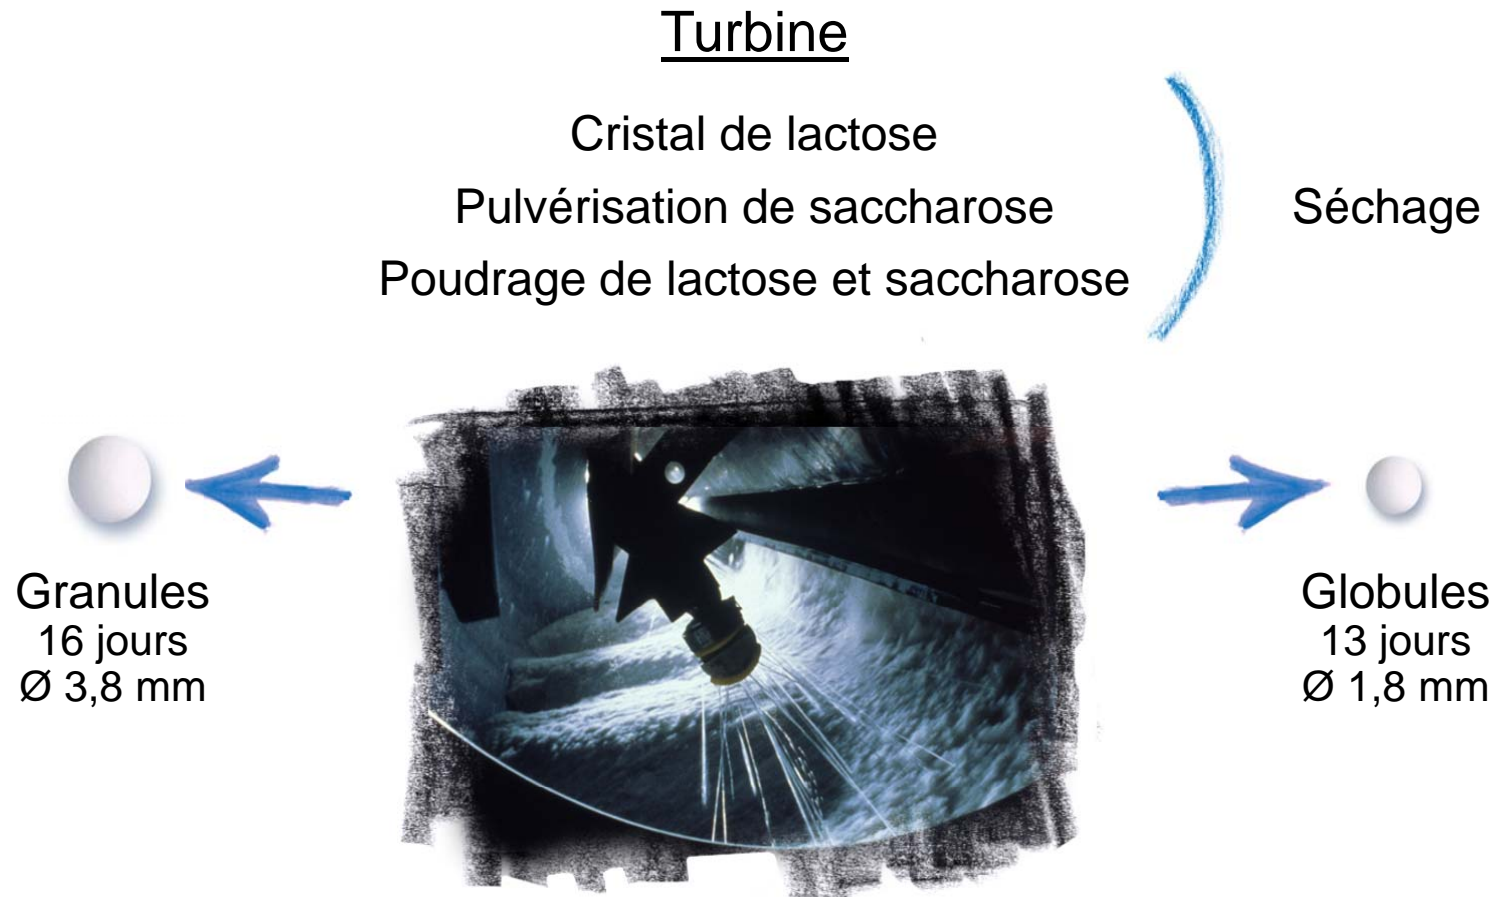 Turbine
Cristal de lactose
Pulvérisation de saccharose
Poudrage de lactose et saccharose
Séchage
Granules
16 jours
Ø 3,8 mm
Globules
13 jours
Ø 1,8 mm